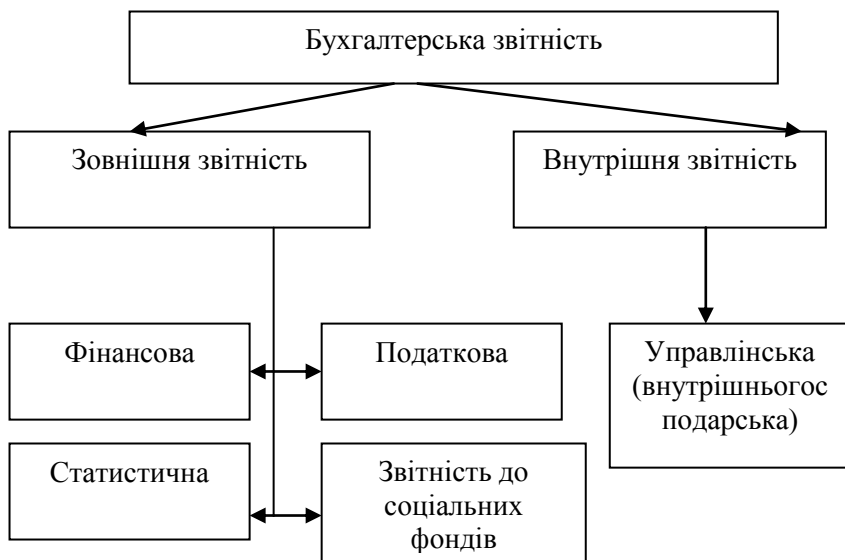 Бухгалтерська звітність
Зовнішня звітність
Внутрішня звітність
Фінансова
Податкова
Управлінська
(внутрішньогос
подарська)
Статистична
Звітність до
соціальних
фондів